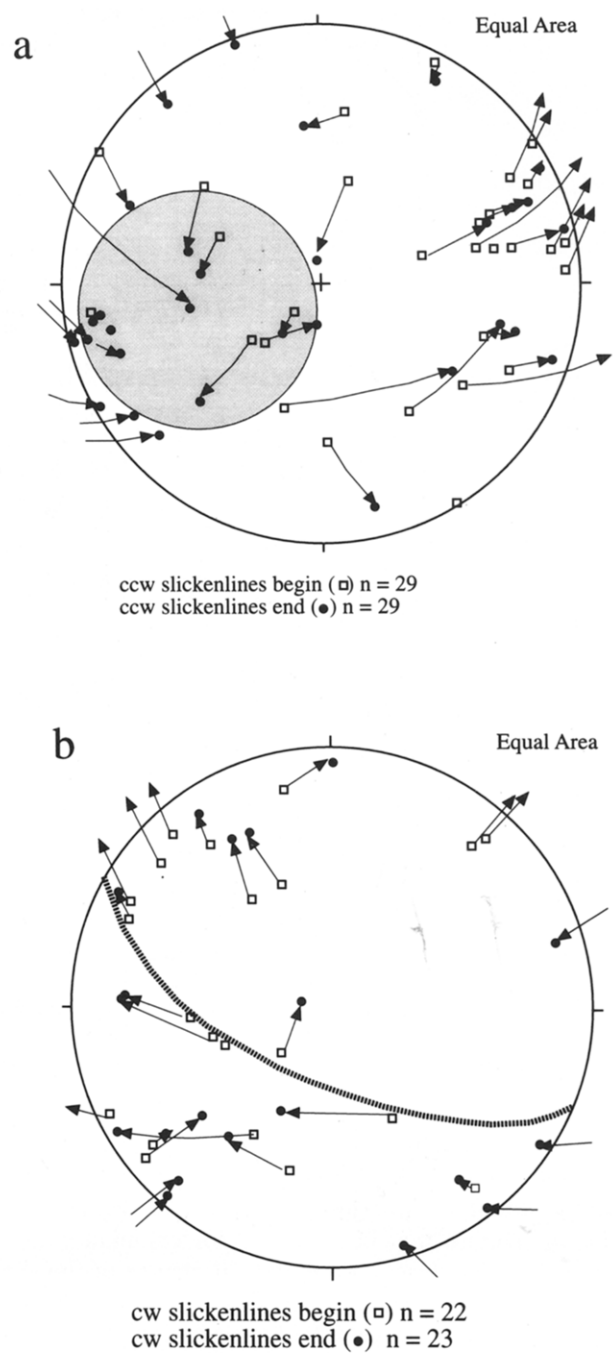 a
Equal Area
ccw slickenlines begin (□) n = 29
ccw slickenlines end (●) n = 29
b
Equal Area
cw slickenlines begin (□) n = 22
cw slickenlines end (●) n = 23